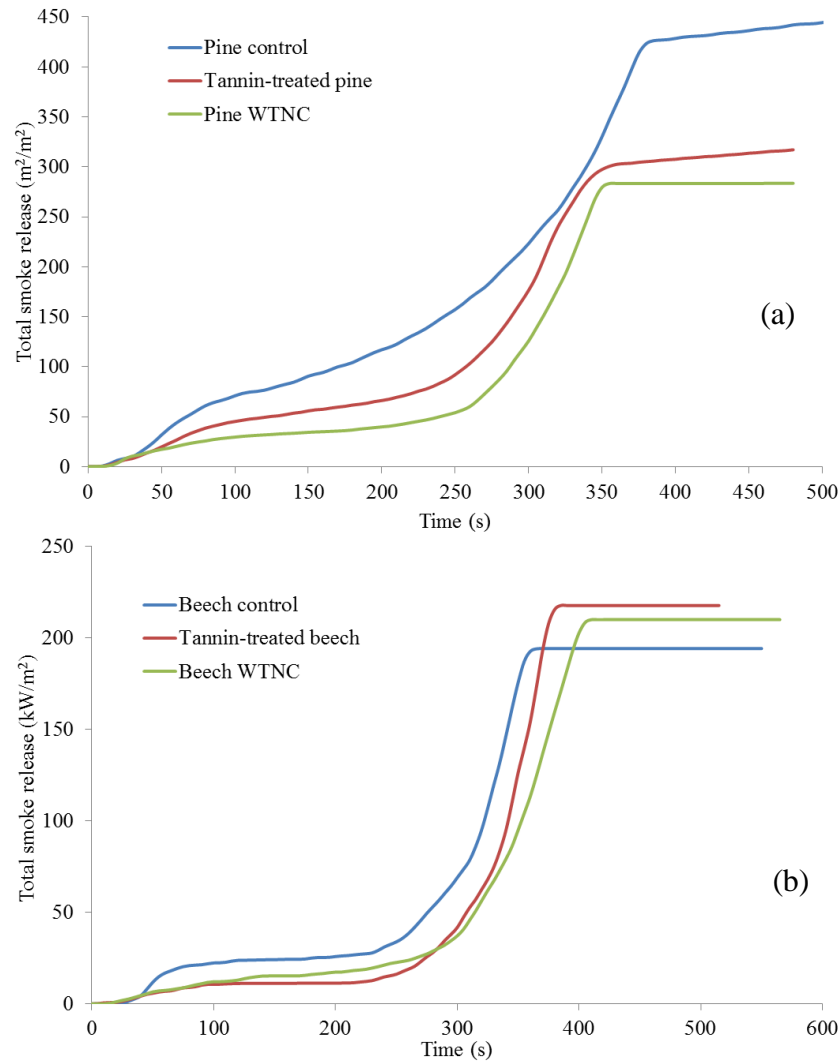 450
400
350
300
250
200
150
100
50
0
Total smoke release (m²/m²)
Pine control
Tannin-treated pine
Pine WTNC
(a)
0 50 100 150 200 250 300 350 400 450 500
Time (s)
250
200
150
100
50
0
Total smoke release (kW/m²)
Beech control
Tannin-treated beech
Beech WTNC
(b)
0 100 200 300 400 500 600
Time (s)